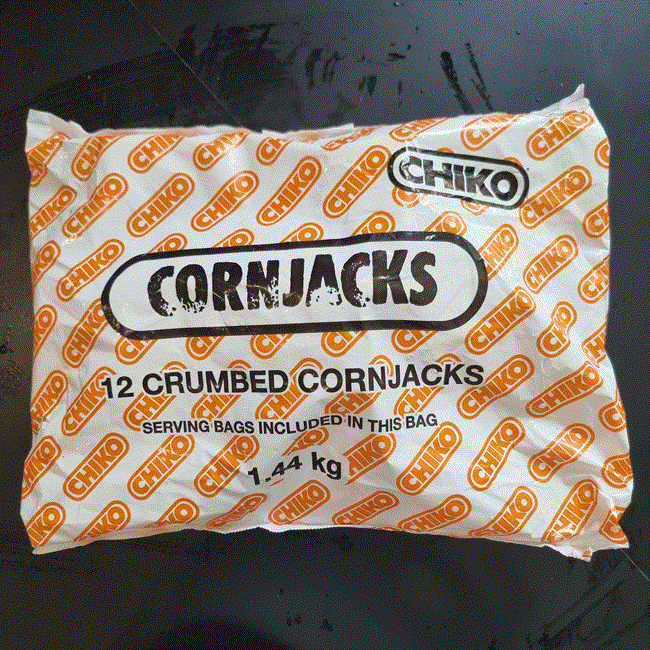 CHIKO
CORNJACKS
12 CRUMBED CORNJACKS
SERVING BAGS INCLUDED IN THIS BAG
1.44 kg